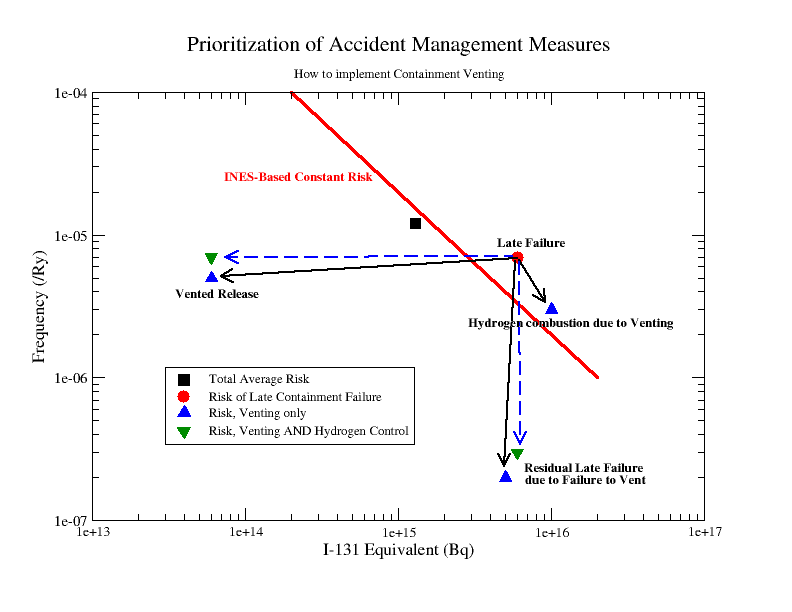 Prioritization of Accident Management Measures
How to implement Containment Venting
1e-04
INES-Based Constant Risk
1e-05
Late Failure
Vented Release
Hydrogen combustion due to Venting
Frequency (/Ry)
1e-06
Total Average Risk
Risk of Late Containment Failure
Risk, Venting only
Risk, Venting AND Hydrogen Control
Residual Late Failure
due to Failure to Vent
1e-07
1e+13
1e+14
1e+15
1e+16
1e+17
I-131 Equivalent (Bq)